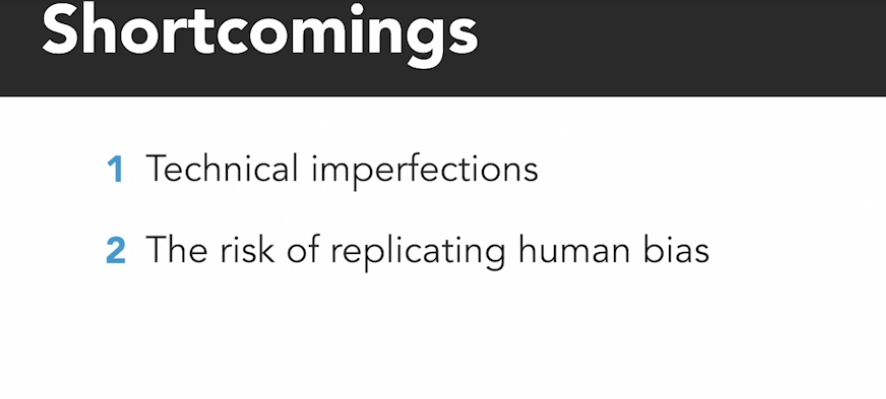 Shortcomings
1 Technical imperfections
2 The risk of replicating human bias